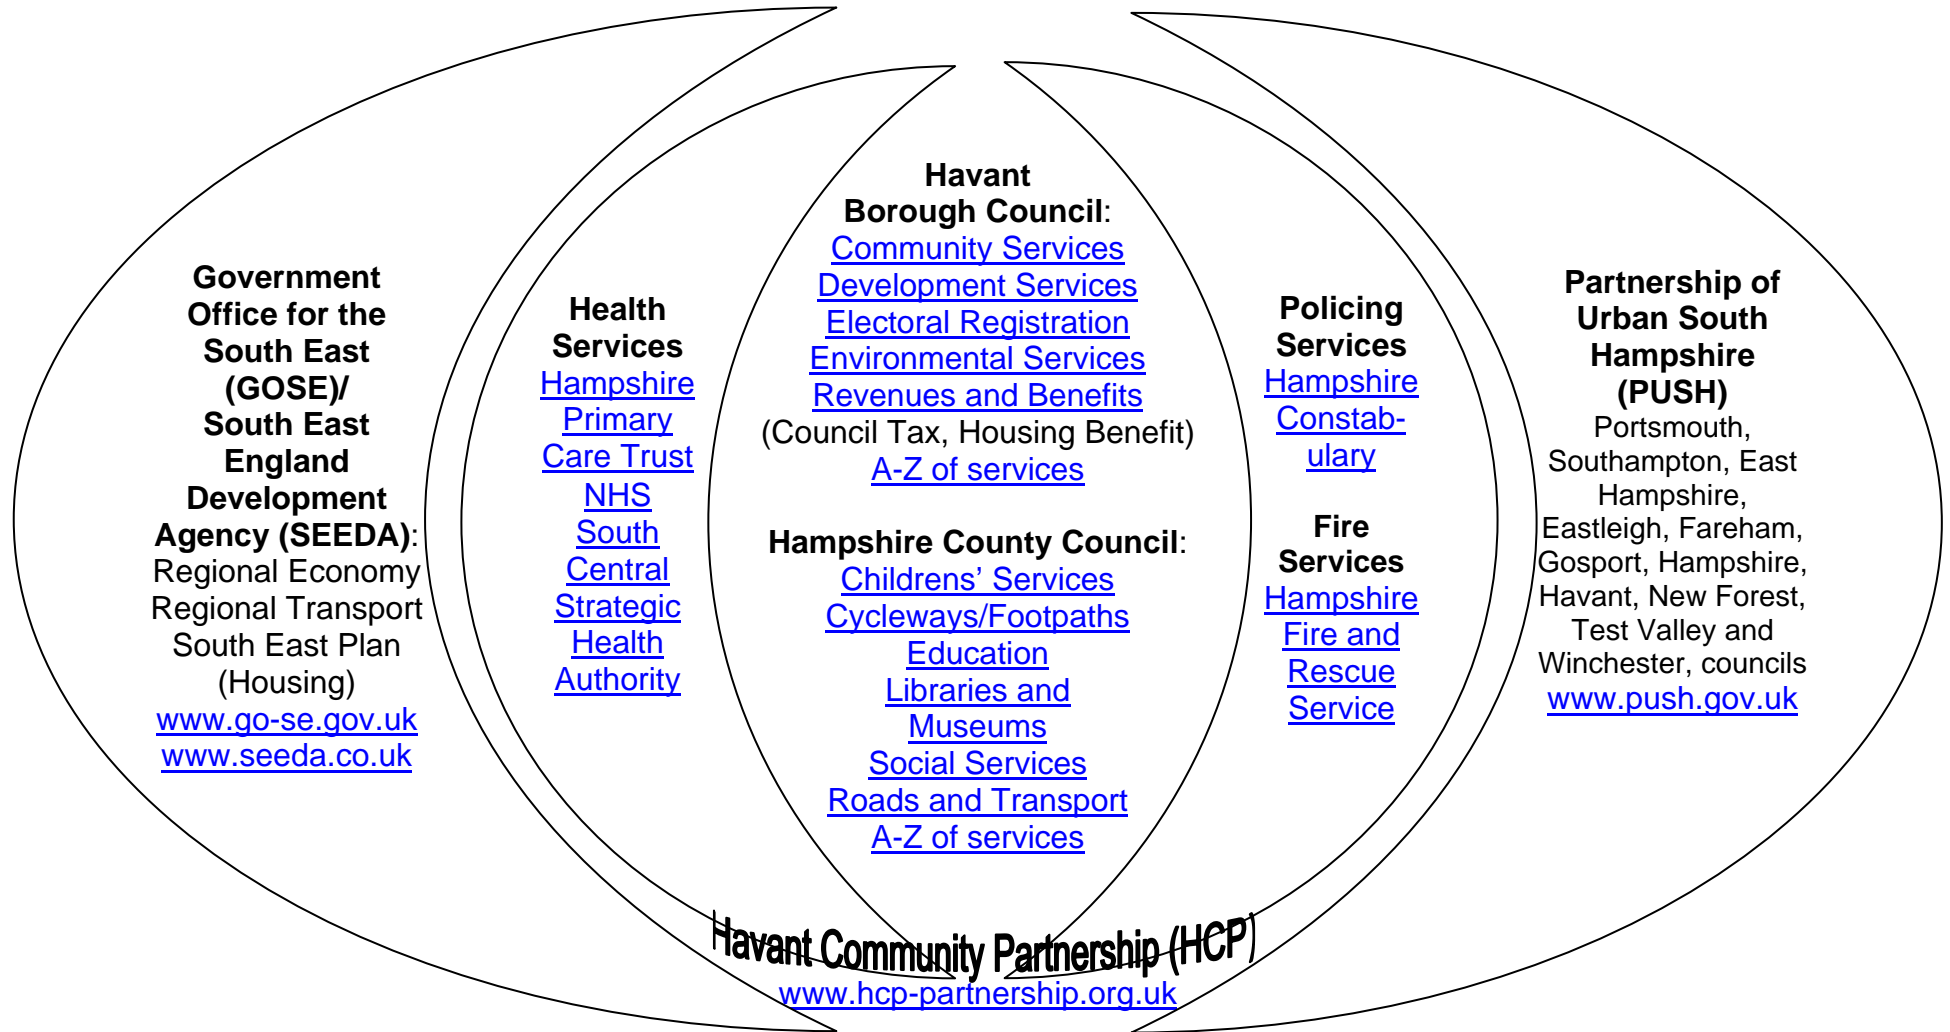 Government
Office for the
South East
(GOSE)/
South East
England
Development
Agency (SEEDA):
Regional Economy
Regional Transport
South East Plan
(Housing)
www.go-se.gov.uk
www.seeda.co.uk
Health
Services
Hampshire
Primary
Care Trust
NHS
South
Central
Strategic
Health
Authority
Havant
Borough Council:
Community Services
Development Services
Electoral Registration
Environmental Services
Revenues and Benefits
(Council Tax, Housing Benefit)
A-Z of services
Hampshire County Council:
Childrens’ Services
Cycleways/Footpaths
Education
Libraries and
Museums
Social Services
Roads and Transport
A-Z of services
Policing
Services
Hampshire
Constab-
ulary
Fire
Services
Hampshire
Fire and
Rescue
Service
Partnership of
Urban South
Hampshire
(PUSH)
Portsmouth,
Southampton, East
Hampshire,
Eastleigh, Fareham,
Gosport, Hampshire,
Havant, New Forest,
Test Valley and
Winchester, councils
www.push.gov.uk
Havant Community Partnership (HCP)
www.hcp-partnership.org.uk